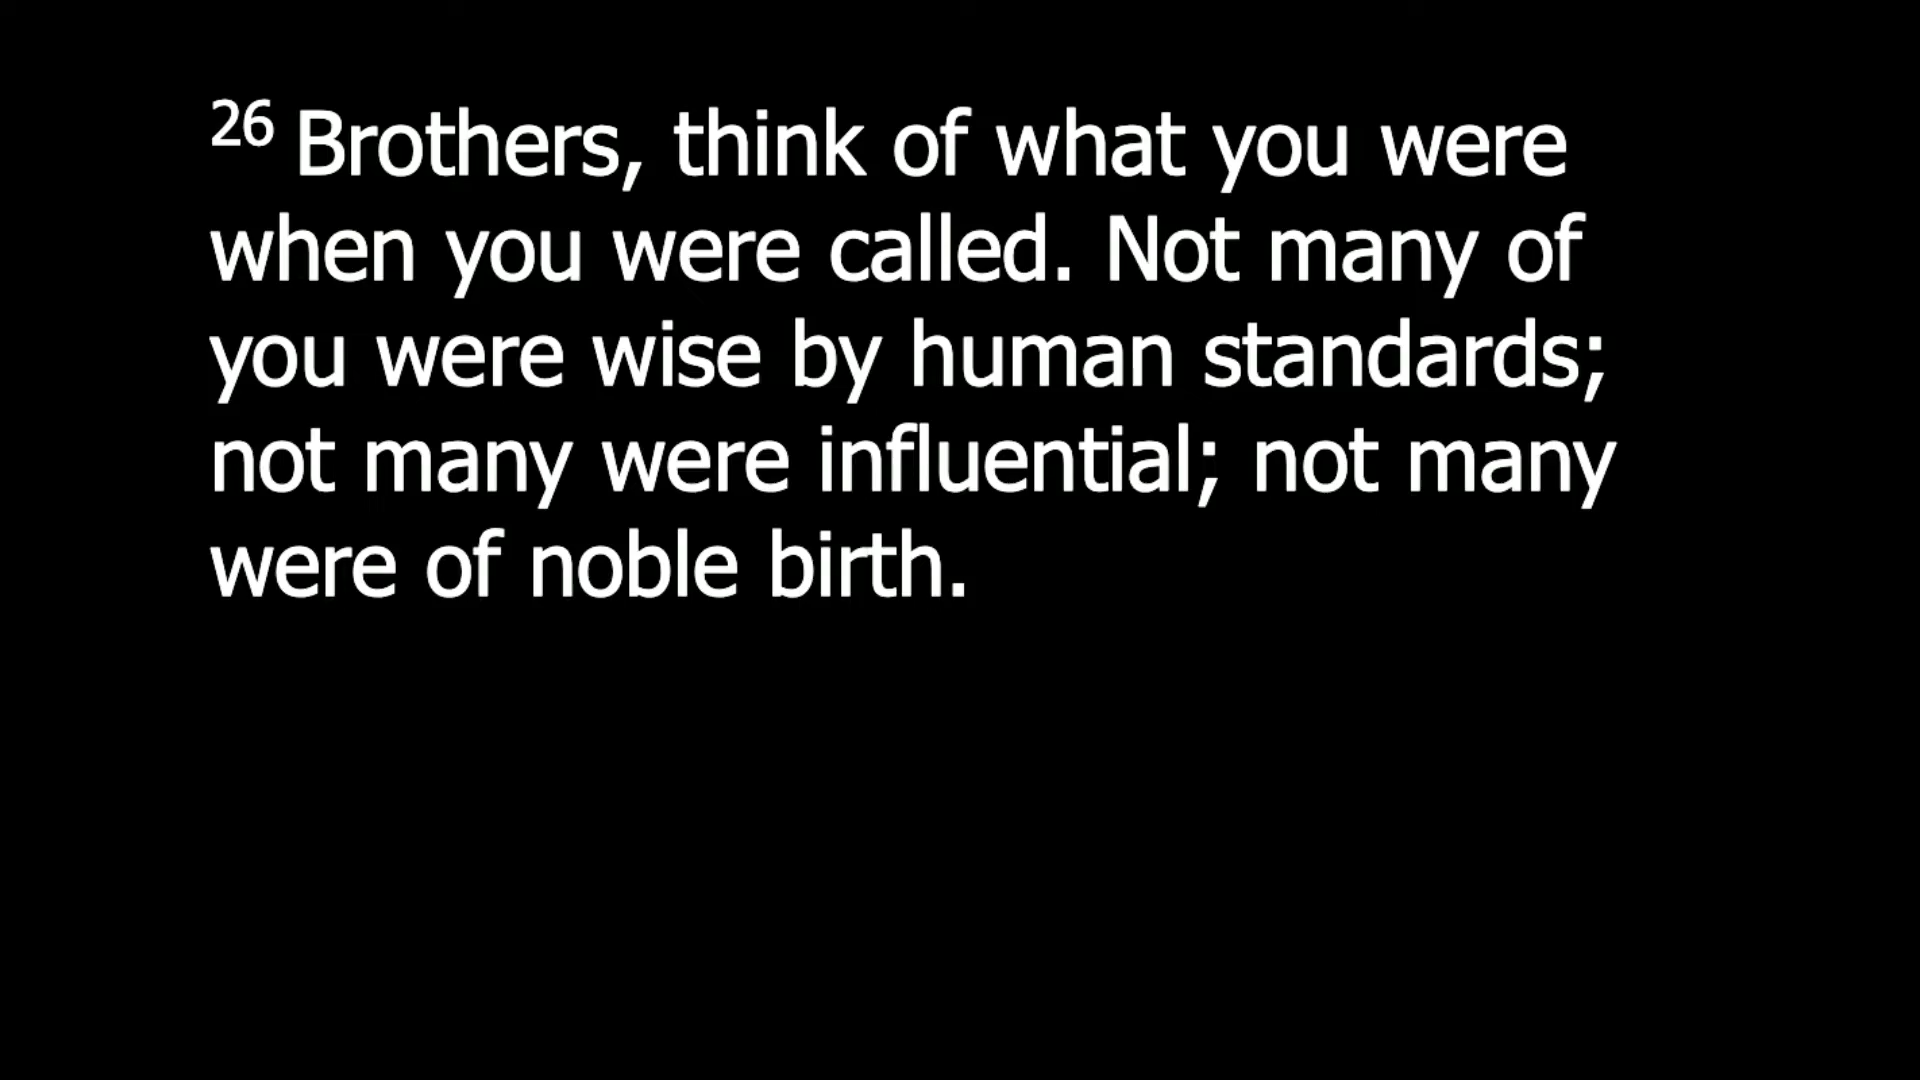 26 Brothers, think of what you were
when you were called. Not many of
you were wise by human standards;
not many were influential; not many
were of noble birth.